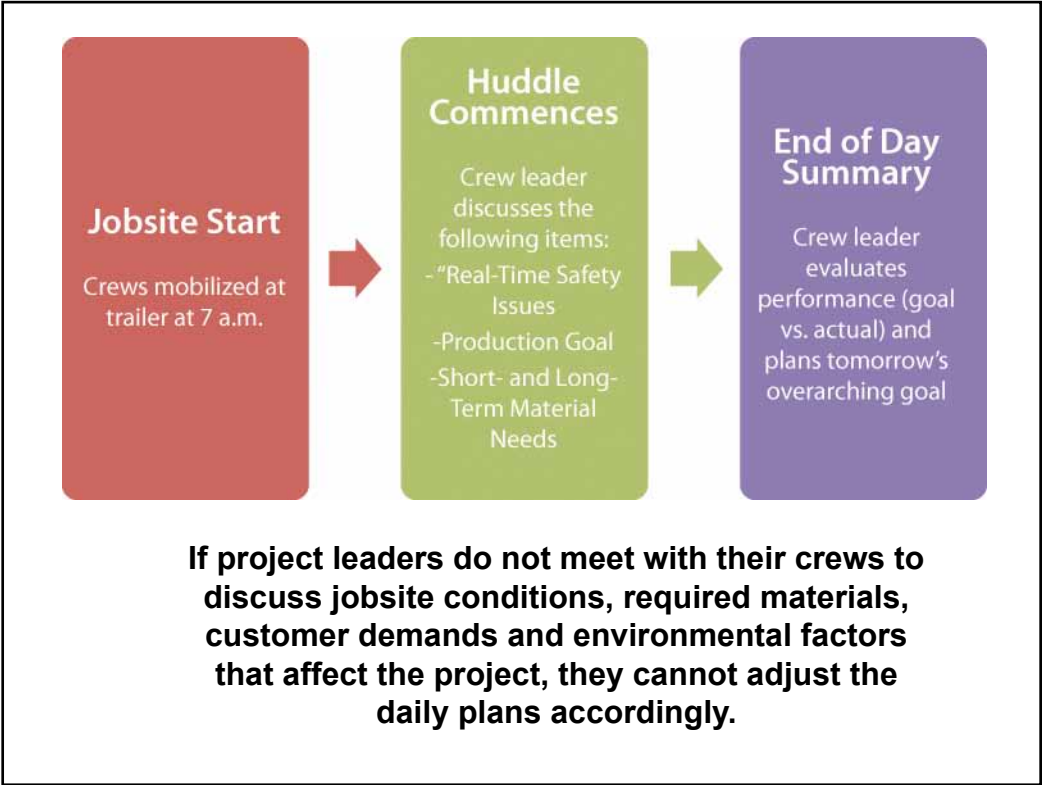 Jobsite Start
Crews mobilized at
trailer at 7 a.m.
Huddle
Commences
Crew leader
discusses the
following items:
-"Real-Time Safety
Issues
-Production Goal
-Short- and Long-
Term Material
Needs
End of Day
Summary
Crew leader
evaluates
performance (goal
vs. actual) and
plans tomorrow's
overarching goal
If project leaders do not meet with their crews to
discuss jobsite conditions, required materials,
customer demands and environmental factors
that affect the project, they cannot adjust the
daily plans accordingly.